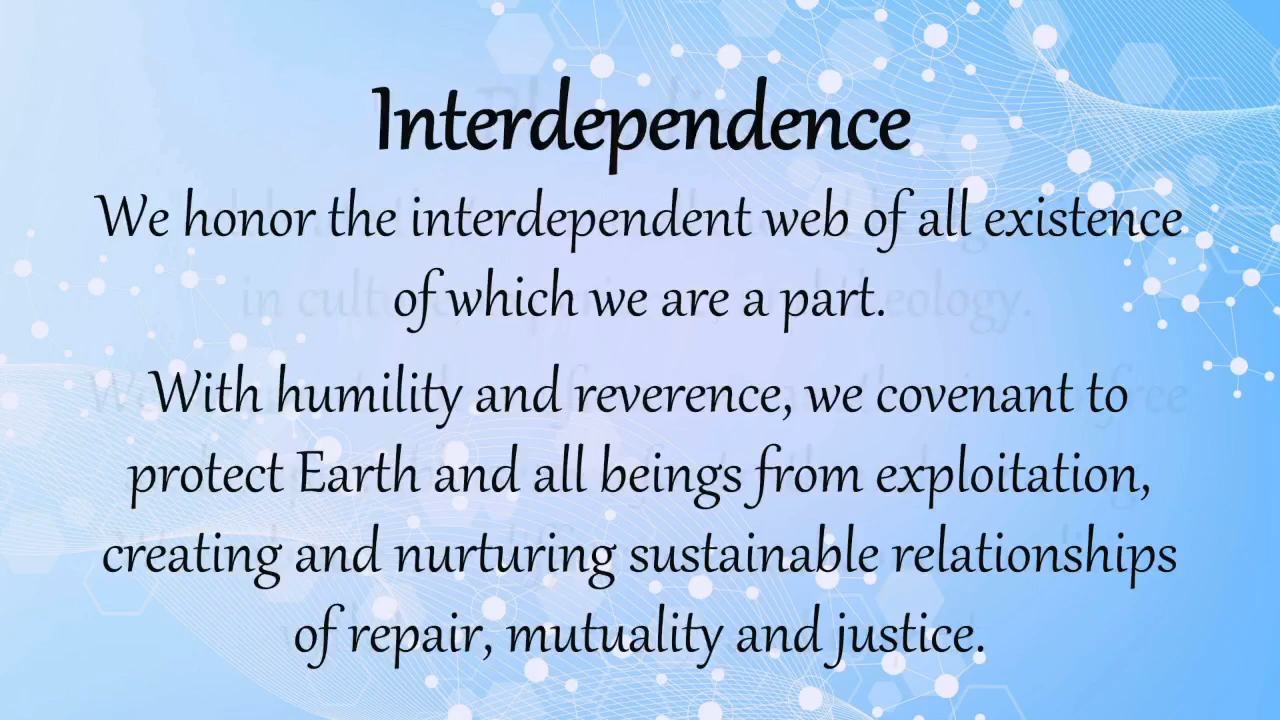 Interdependence
We honor the interdependent web of all existence
of which we are a part.
With humility and reverence, we covenant to
protect Earth and all beings from exploitation,
creating and nurturing sustainable relationships
of repair, mutuality and justice.